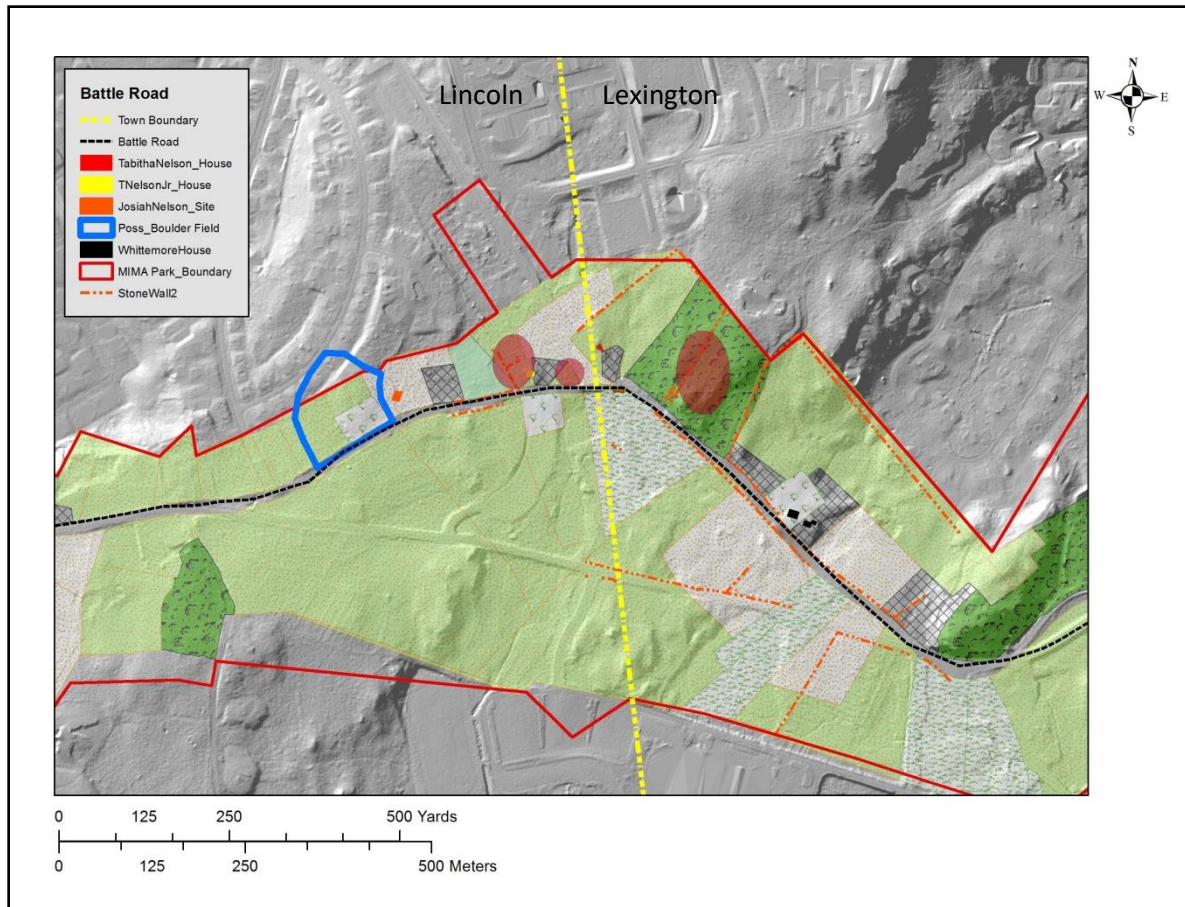 Lincoln Lexington
N
W E
S
Battle Road
Town Boundary
Battle Road
TabithaNelson_House
TNelsonJr_House
JosiahNelson_Site
Poss_Boulder Field
WhittemoreHouse
MIMA Park_Boundary
StoneWall2
0 125 250 500 Yards
0 125 250 500 Meters